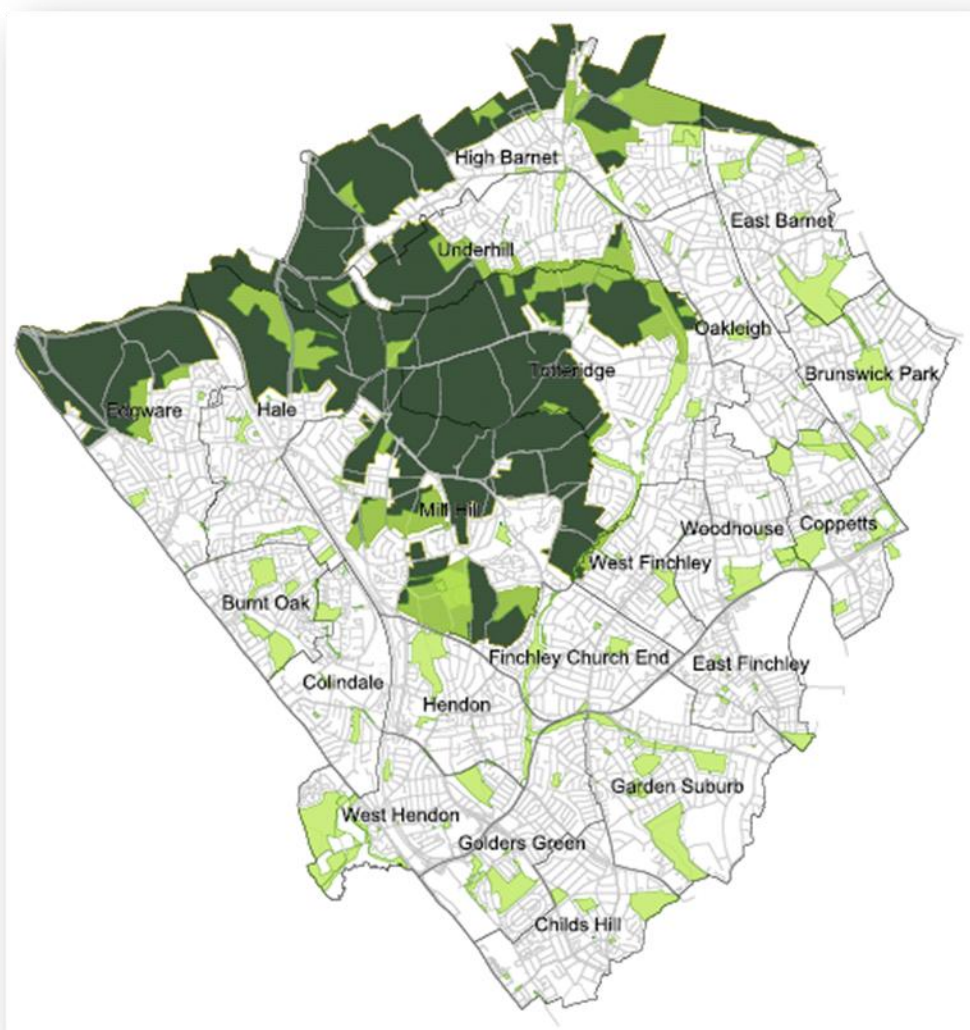 High Barnet
East Barnet
Underhill
Oakleigh
Totteridge
Brunswick Park
Edgware
Hale
Mill Hill
Woodhouse
Coppetts
West Finchley
Burnt Oak
Finchley Church End
East Finchley
Colindale
Hendon
Garden Suburb
West Hendon
Golders Green
Childs Hill